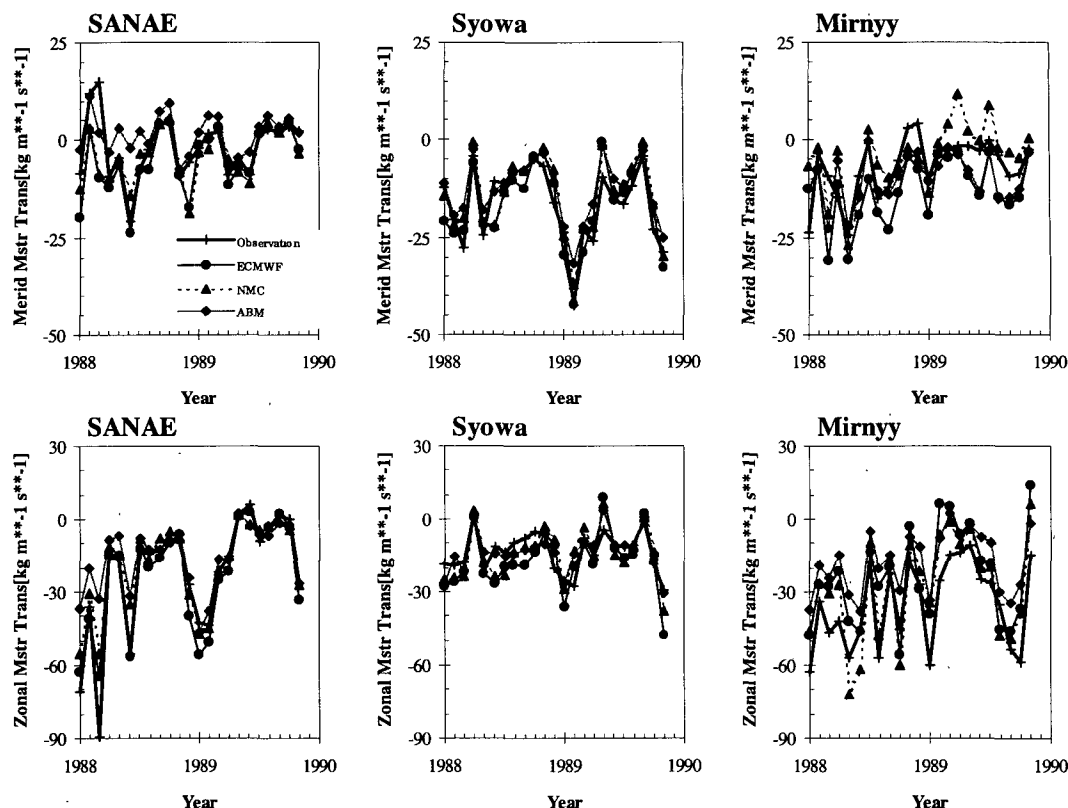 SANAE
Merid Mstr Trans[kg m**-1 s**-1]
25
0
-25
-50
Observation
ECMWF
NMC
ABM
1988
1989
1990
Year
Syowa
Merid Mstr Trans[kg m**-1 s**-1]
25
0
-25
-50
1988
1989
1990
Year
Mirnyy
Merid Mstr Trans[kg m**-1 s**-1]
25
0
-25
-50
1988
1989
1990
Year
SANAE
Zonal Mstr Trans[kg m**-1 s**-1]
30
0
-30
-60
-90
1988
1989
1990
Year
Syowa
Zonal Mstr Trans[kg m**-1 s**-1]
30
0
-30
-60
-90
1988
1989
1990
Year
Mirnyy
Zonal Mstr Trans[kg m**-1 s**-1]
30
0
-30
-60
-90
1988
1989
1990
Year